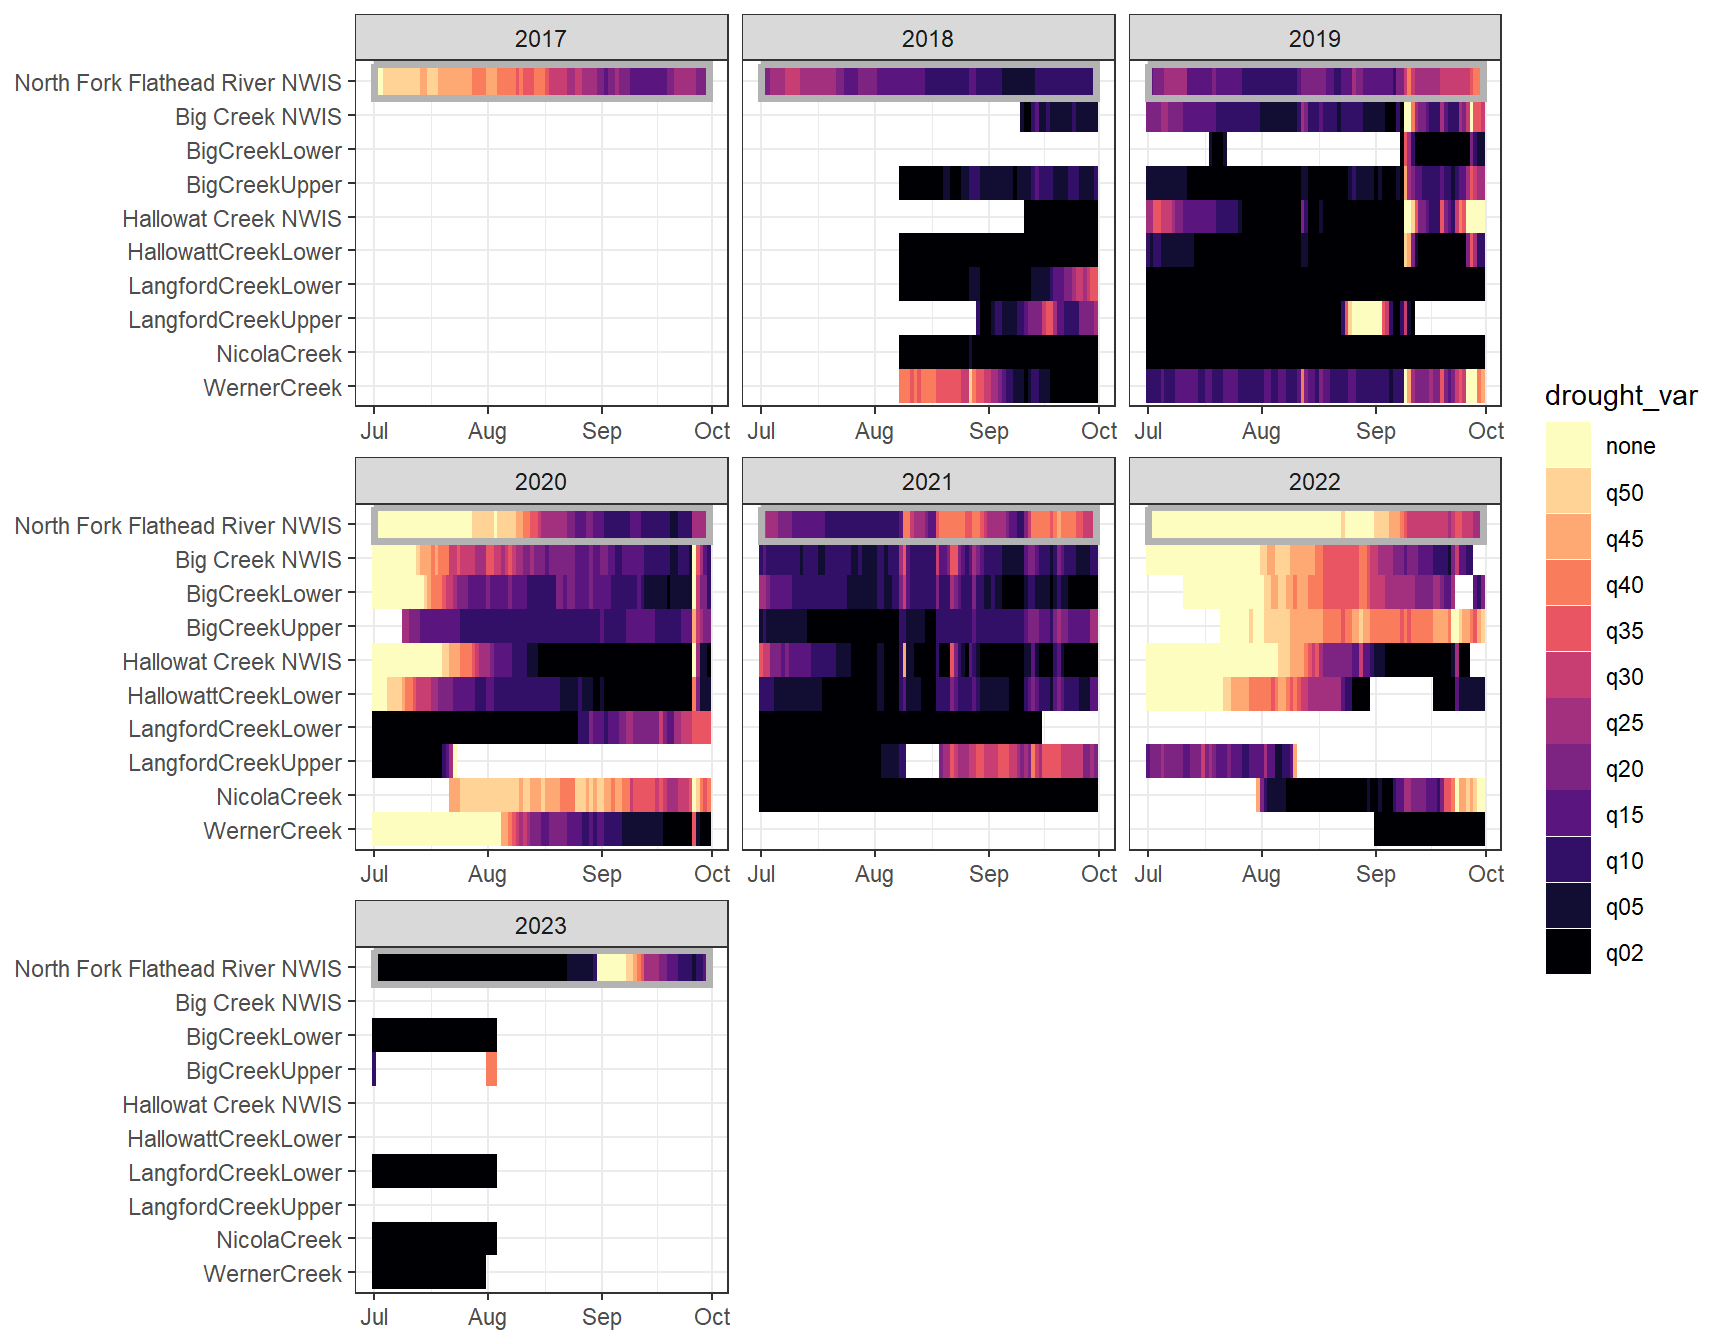 2017
2018
2019
North Fork Flathead River NWIS
Big Creek NWIS
BigCreekLower
BigCreekUpper
Hallowat Creek NWIS
HallowattCreekLower
LangfordCreekLower
LangfordCreekUpper
NicolaCreek
WernerCreek
Jul Aug Sep Oct
Jul Aug Sep Oct
Jul Aug Sep Oct
2020
2021
2022
North Fork Flathead River NWIS
Big Creek NWIS
BigCreekLower
BigCreekUpper
Hallowat Creek NWIS
HallowattCreekLower
LangfordCreekLower
LangfordCreekUpper
NicolaCreek
WernerCreek
Jul Aug Sep Oct
Jul Aug Sep Oct
Jul Aug Sep Oct
2023
North Fork Flathead River NWIS
Big Creek NWIS
BigCreekLower
BigCreekUpper
Hallowat Creek NWIS
HallowattCreekLower
LangfordCreekLower
LangfordCreekUpper
NicolaCreek
WernerCreek
Jul Aug Sep Oct
drought_var
none
q50
q45
q40
q35
q30
q25
q20
q15
q10
q05
q02